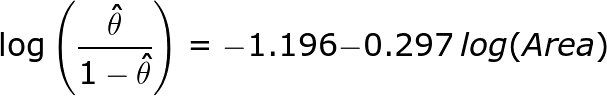 log(θ̂ / (1 − θ̂)) = −1.196−0.297 log(Area)